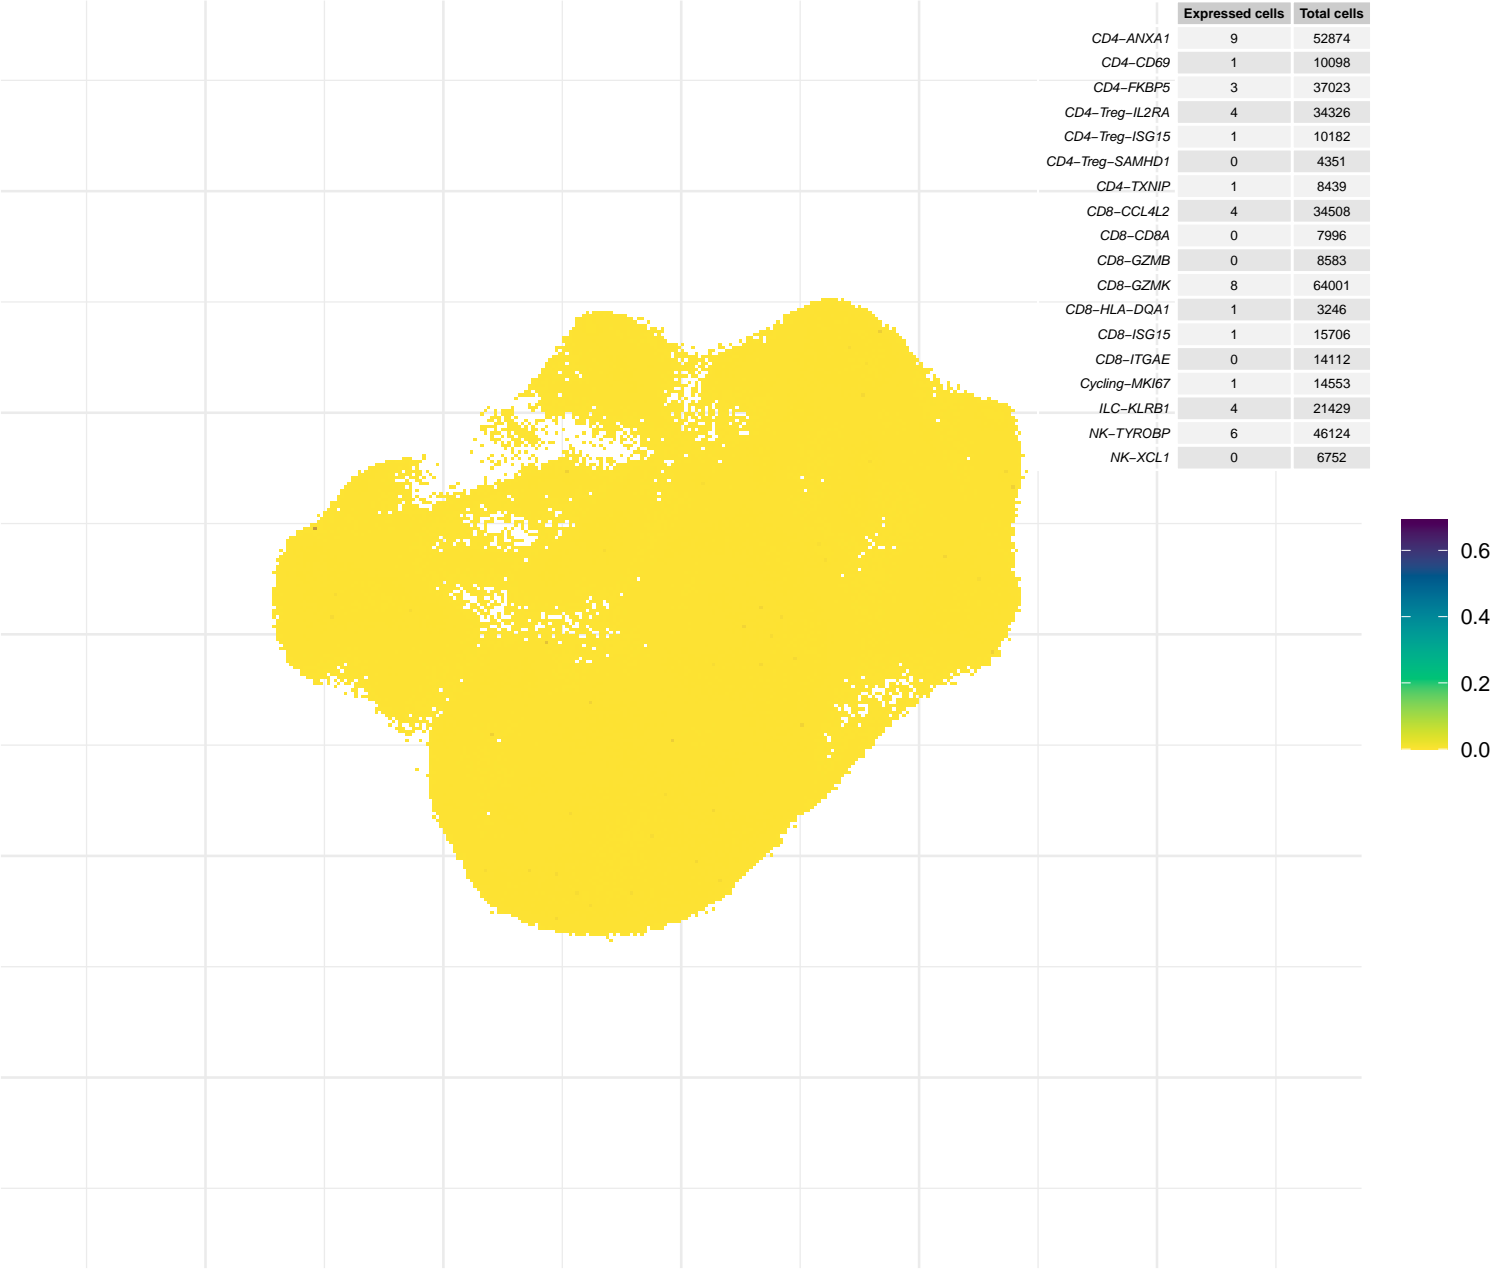 Expressed cells Total cells
CD4−ANXA1 9 52874
CD4−CD69 1 10098
CD4−FKBP5 3 37023
CD4−Treg−IL2RA 4 34326
CD4−Treg−ISG15 1 10182
CD4−Treg−SAMHD1 0 4351
CD4−TXNIP 1 8439
CD8−CCL4L2 4 34508
CD8−CD8A 0 7996
CD8−GZMB 0 8583
CD8−GZMK 8 64001
CD8−HLA−DQA1 1 3246
CD8−ISG15 1 15706
CD8−ITGAE 0 14112
Cycling−MKI67 1 14553
ILC−KLRB1 4 21429
NK−TYROBP 6 46124
NK−XCL1 0 6752
0.6
0.4
0.2
0.0